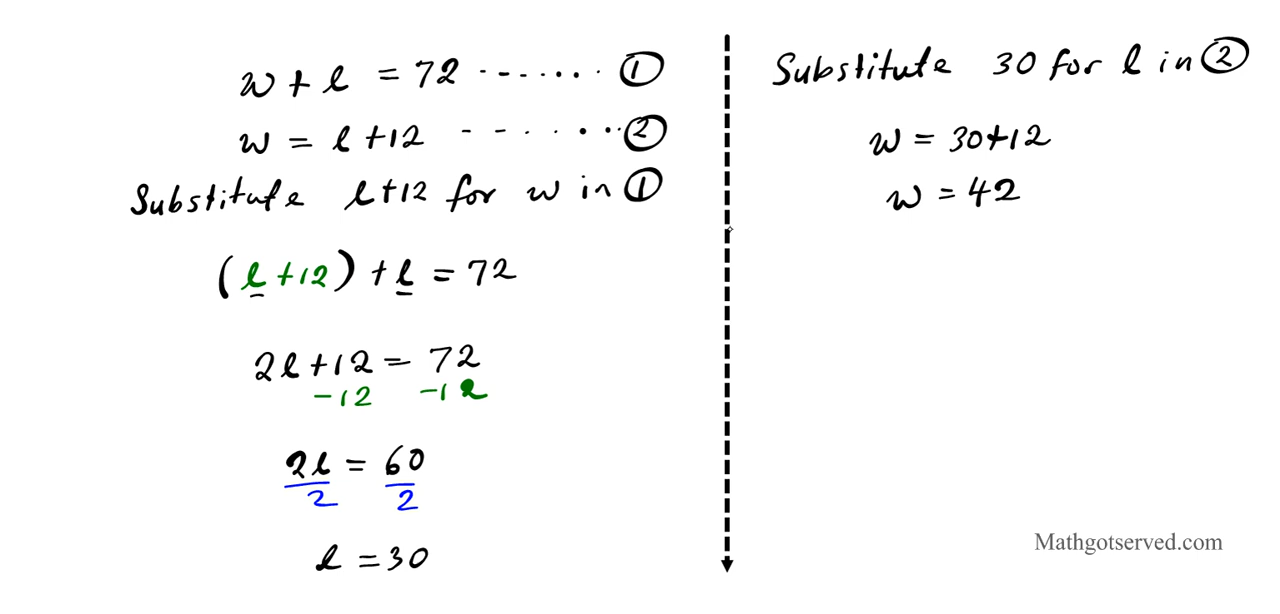 w + l = 72 ------- ①
w = l +12 ------- ②
Substitute l+12 for w in ①
(l +12) + l = 72
2l +12 = 72
-12 -12
2l = 60
2 2
l = 30
Substitute 30 for l in ②
w = 30+12
w = 42
Mathgotserved.com